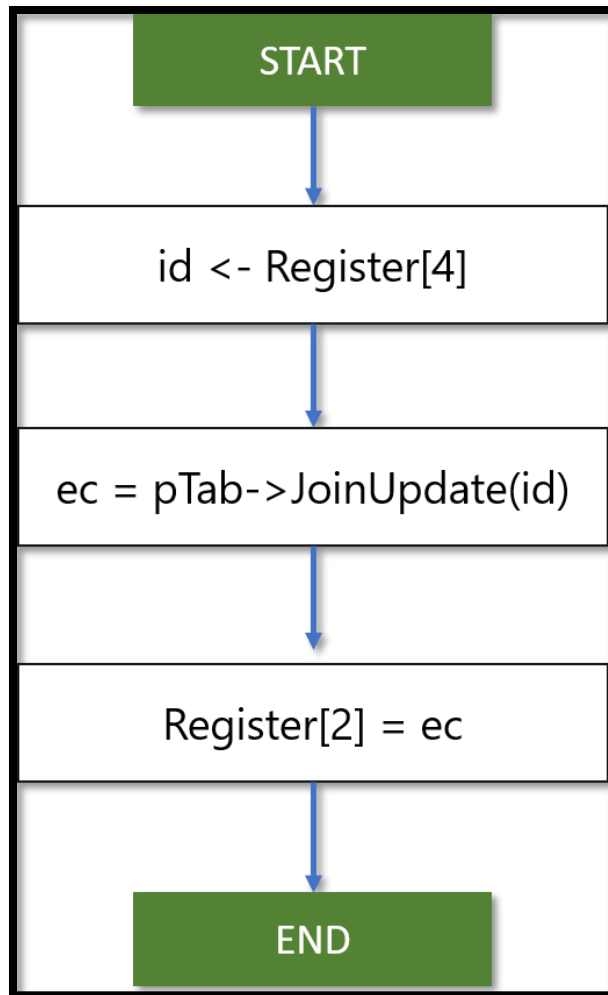 START
id <- Register[4]
ec = pTab->JoinUpdate(id)
Register[2] = ec
END